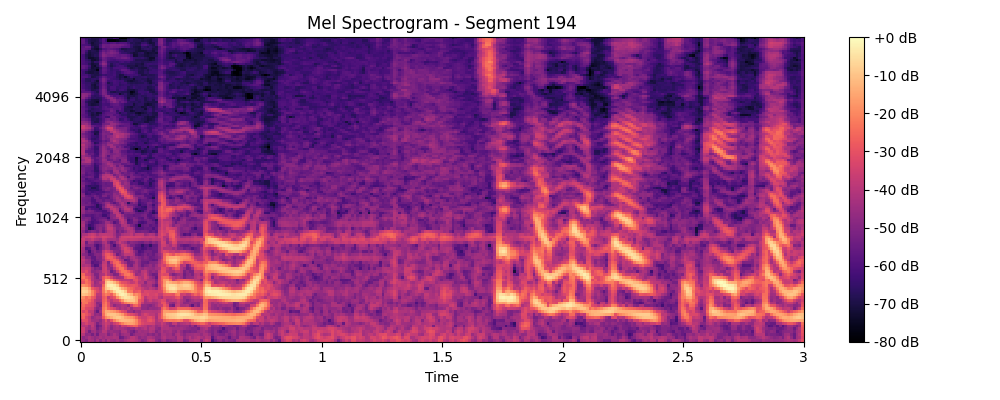 Mel Spectrogram - Segment 194
+0 dB
-10 dB
-20 dB
-30 dB
-40 dB
-50 dB
-60 dB
-70 dB
-80 dB
4096
2048
1024
512
0
Frequency
0
0.5
1
1.5
2
2.5
3
Time